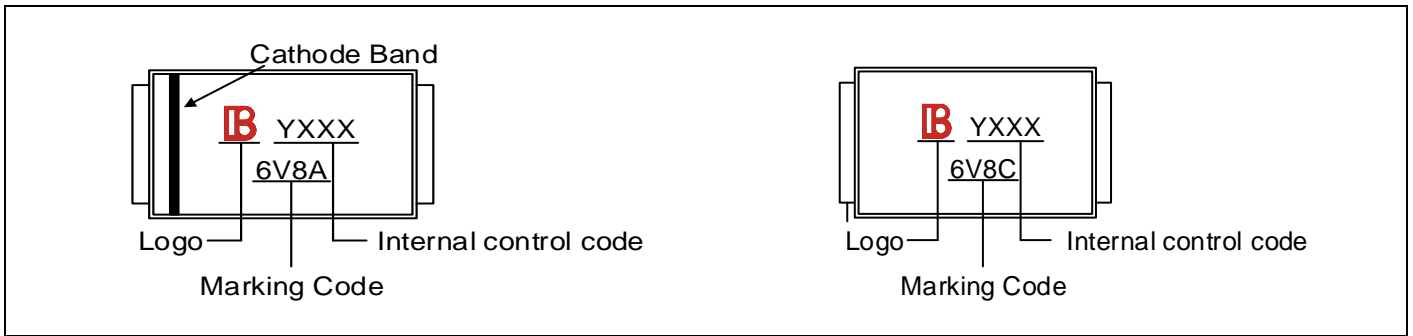 Cathode Band
B YXXX
6V8A
Logo
Internal control code
Marking Code
B YXXX
6V8C
Logo
Internal control code
Marking Code